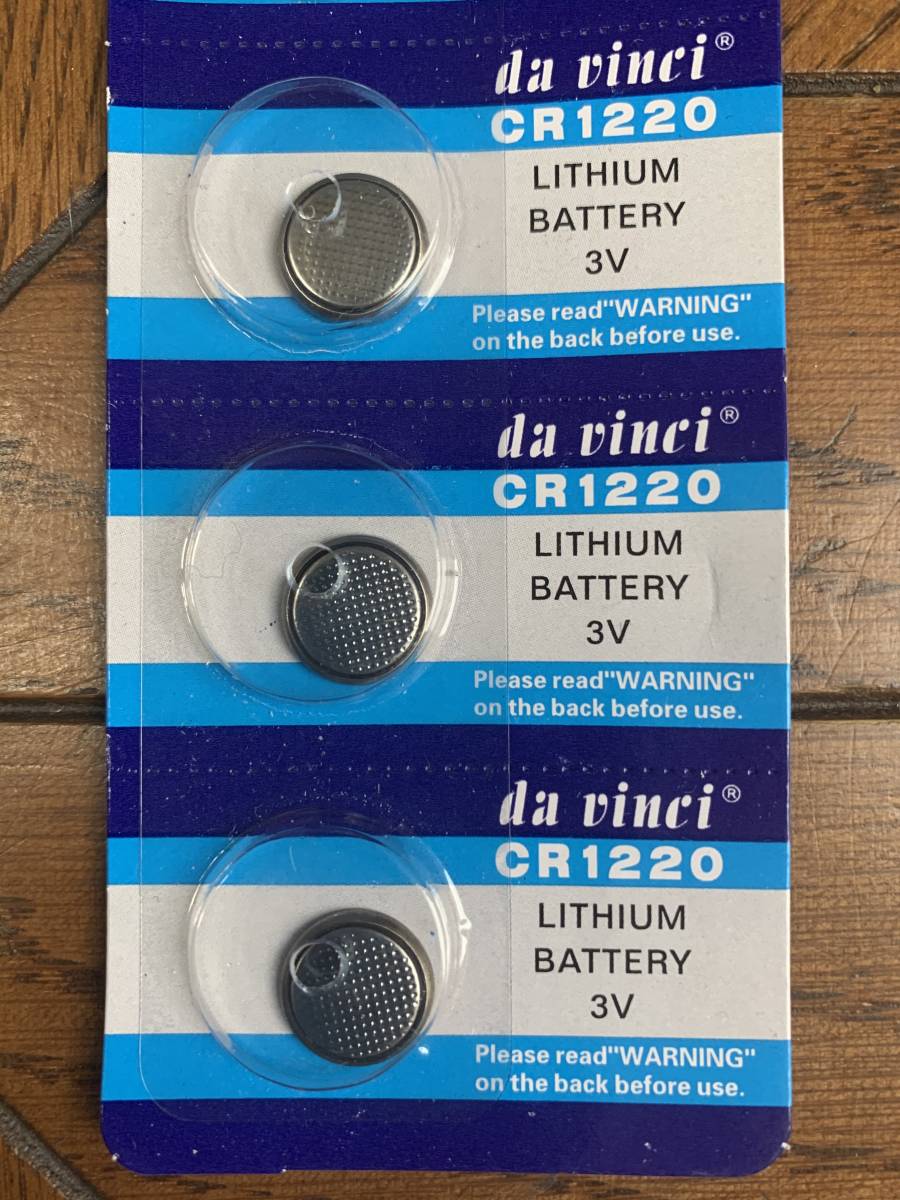 da vinci®
CR1220
LITHIUM
BATTERY
3V
Please read"WARNING"
on the back before use.
da vinci®
CR1220
LITHIUM
BATTERY
3V
Please read"WARNING"
on the back before use.
da vinci®
CR1220
LITHIUM
BATTERY
3V
Please read"WARNING"
on the back before use.